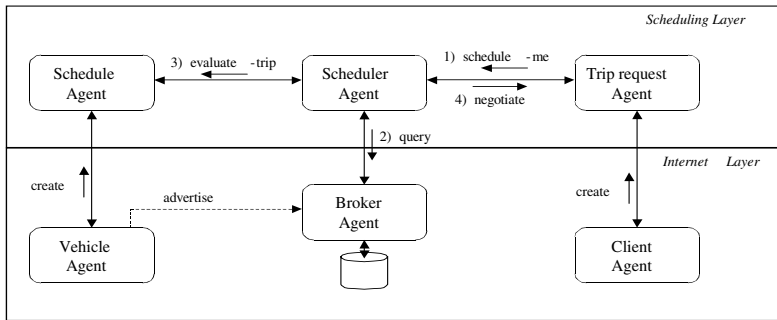 Scheduling Layer
Schedule
Agent
3) evaluate -trip
Scheduler
Agent
1) schedule -me
4) negotiate
Trip request
Agent
2) query
Internet Layer
create
advertise
Broker
Agent
create
Vehicle
Agent
Client
Agent